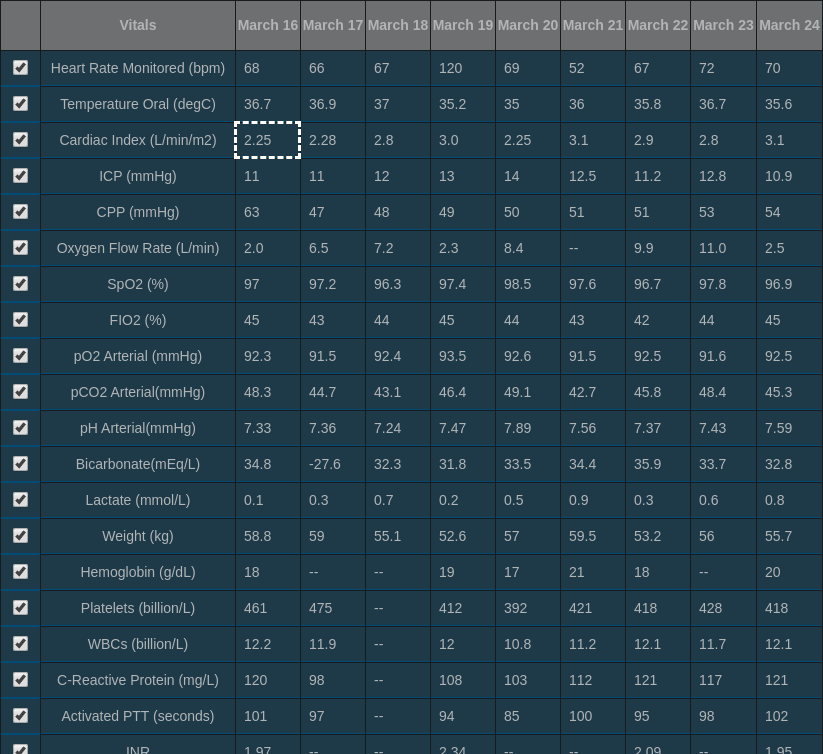 Vitals March 16 March 17 March 18 March 19 March 20 March 21 March 22 March 23 March 24
Heart Rate Monitored (bpm) 68 66 67 120 69 52 67 72 70
Temperature Oral (degC) 36.7 36.9 37 35.2 35 36 35.8 36.7 35.6
Cardiac Index (L/min/m2) 2.25 2.28 2.8 3.0 2.25 3.1 2.9 2.8 3.1
ICP (mmHg) 11 11 12 13 14 12.5 11.2 12.8 10.9
CPP (mmHg) 63 47 48 49 50 51 51 53 54
Oxygen Flow Rate (L/min) 2.0 6.5 7.2 2.3 8.4 -- 9.9 11.0 2.5
SpO2 (%) 97 97.2 96.3 97.4 98.5 97.6 96.7 97.8 96.9
FIO2 (%) 45 43 44 45 44 43 42 44 45
pO2 Arterial (mmHg) 92.3 91.5 92.4 93.5 92.6 91.5 92.5 91.6 92.5
pCO2 Arterial(mmHg) 48.3 44.7 43.1 46.4 49.1 42.7 45.8 48.4 45.3
pH Arterial(mmHg) 7.33 7.36 7.24 7.47 7.89 7.56 7.37 7.43 7.59
Bicarbonate(mEq/L) 34.8 -27.6 32.3 31.8 33.5 34.4 35.9 33.7 32.8
Lactate (mmol/L) 0.1 0.3 0.7 0.2 0.5 0.9 0.3 0.6 0.8
Weight (kg) 58.8 59 55.1 52.6 57 59.5 53.2 56 55.7
Hemoglobin (g/dL) 18 -- -- 19 17 21 18 -- 20
Platelets (billion/L) 461 475 -- 412 392 421 418 428 418
WBCs (billion/L) 12.2 11.9 -- 12 10.8 11.2 12.1 11.7 12.1
C-Reactive Protein (mg/L) 120 98 -- 108 103 112 121 117 121
Activated PTT (seconds) 101 97 -- 94 85 100 95 98 102
INR 1.97 -- -- 2.34 -- -- 2.09 -- 1.95